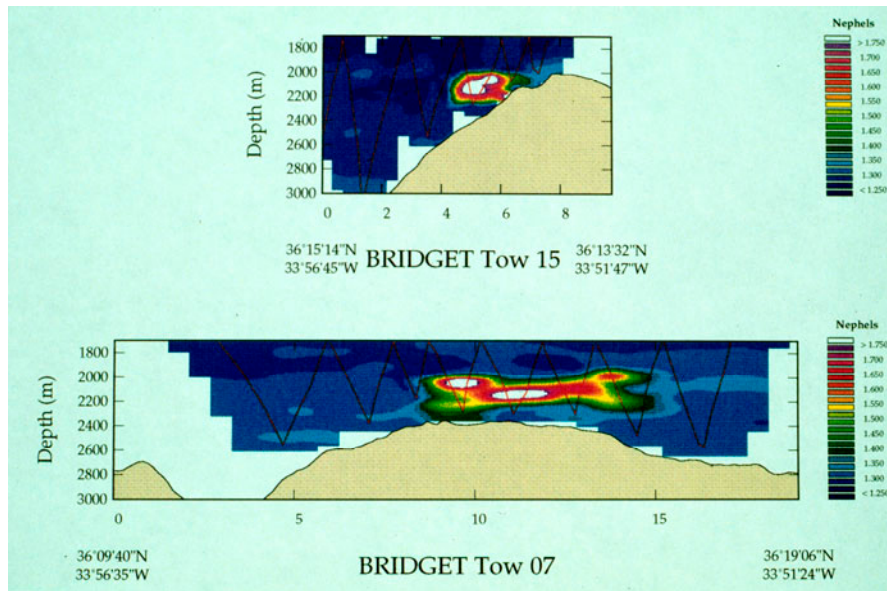 Nephels
> 1.750
1.700
1.650
1.600
1.550
1.500
1.450
1.400
1.350
1.300
< 1.250
Depth (m)
1800
2000
2200
2400
2600
2800
3000
0 2 4 6 8
36°15'14"N
33°56'45"W
BRIDGET Tow 15
36°13'32"N
33°51'47"W
Nephels
> 1.750
1.700
1.650
1.600
1.550
1.500
1.450
1.400
1.350
1.300
< 1.250
Depth (m)
1800
2000
2200
2400
2600
2800
3000
0 5 10 15
36°09'40"N
33°56'35"W
BRIDGET Tow 07
36°19'06"N
33°51'24"W